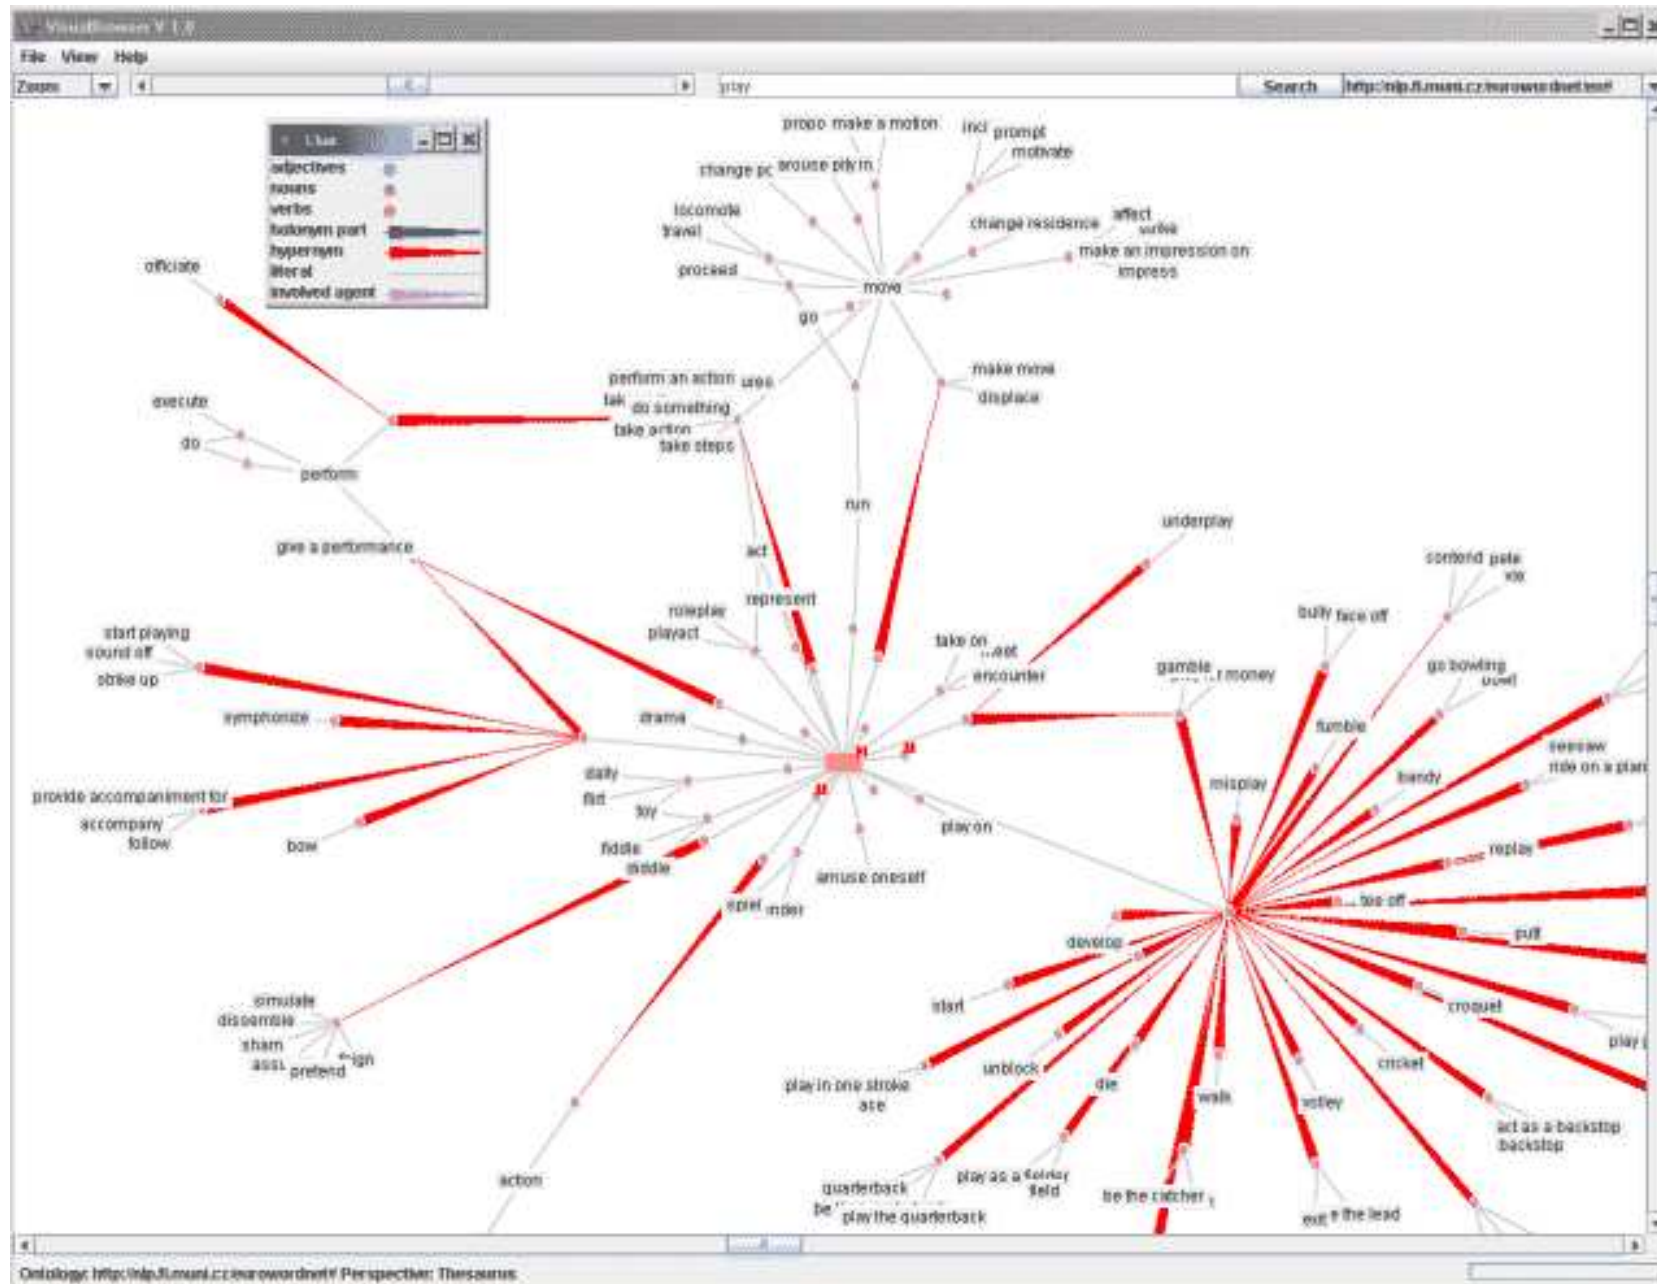 VisualBrowser V 1.0
File View Help
Zoom
play
Search
http://nlp.fi.muni.cz/eurowordnet/en#
adjectives
nouns
verbs
holonym part
hypernym
literal
involved agent
make a motion
prompt
motivate
arouse pity in
locomote
travel
proceed
change residence
affect
make an impression on
impress
move
go
officiate
perform an action
do something
take action
take steps
make move
displace
execute
do
perform
run
give a performance
act
represent
roleplay
playact
underplay
contend
vie
bully
face off
take on
encounter
gamble
money
go bowling
bowl
start playing
sound off
strike up
symphonize
drama
fumble
seesaw
bandy
misplay
dally
flirt
toy
provide accompaniment for
accompany
follow
bow
fiddle
diddle
play on
replay
amuse oneself
spiel
tee off
putt
develop
start
croquet
simulate
dissemble
sham
pretend
unblock
die
cricket
play in one stroke
ace
walk
volley
act as a backstop
backstop
action
quarterback
play the quarterback
play as a fielder
field
be the catcher
the lead
Ontology: http://nlp.fi.muni.cz/eurowordnet/# Perspective: Thesaurus